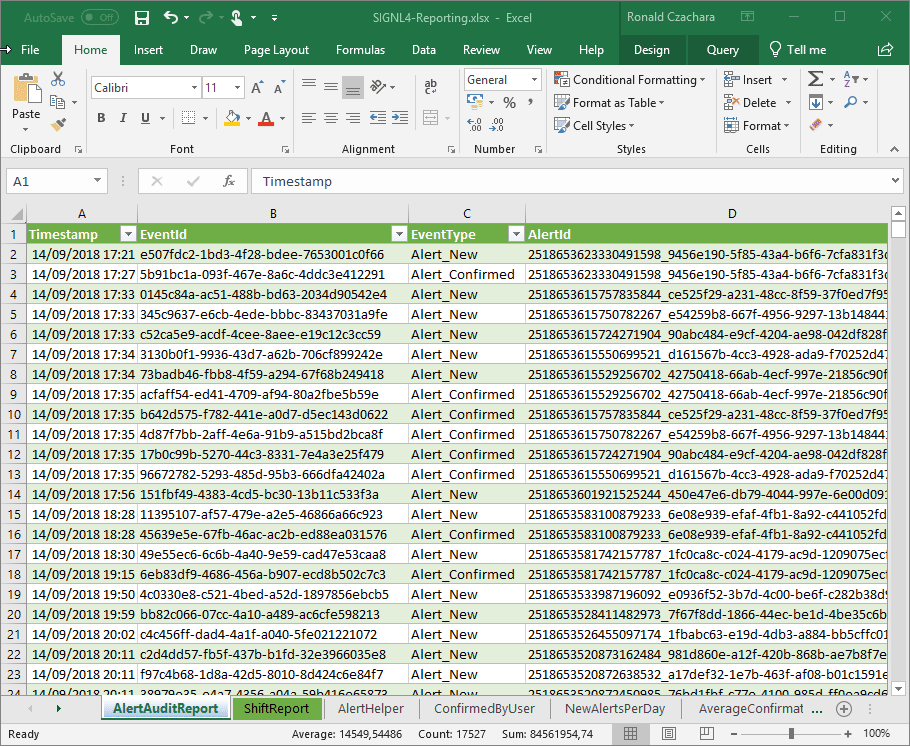 AutoSave Off SIGNL4-Reporting.xlsx - Excel Ronald Czachara
File Home Insert Draw Page Layout Formulas Data Review View Help Design Query Tell me
Calibri 11 General Conditional Formatting Insert
Paste Format as Table Delete
B I U % , Cell Styles Format
Clipboard Font Alignment Number Styles Cells Editing
A1 fx Timestamp
A B C D
1 Timestamp EventId EventType AlertId
2 14/09/2018 17:21 e507fdc2-1bd3-4f28-bdee-7653001c0f66 Alert_New 2518653623330491598_9456e190-5f85-43a4-b6f6-7cfa831f3
3 14/09/2018 17:27 5b91bc1a-093f-467e-8a6c-4ddc3e412291 Alert_Confirmed 2518653623330491598_9456e190-5f85-43a4-b6f6-7cfa831f3
4 14/09/2018 17:33 0145c84a-ac51-488b-bd63-2034d90542e4 Alert_New 2518653615757835844_ce525f29-a231-48cc-8f59-37f0ed7f95
5 14/09/2018 17:33 345c9637-e6cb-4ede-bbbc-83437031a9fe Alert_New 2518653615750782267_e54259b8-667f-4956-9297-13b148441
6 14/09/2018 17:33 c52ca5e9-acdf-4cee-8aee-e19c12c3cc59 Alert_New 2518653615724271904_90abc484-e9cf-4204-ae98-042df828f
7 14/09/2018 17:34 3130b0f1-9936-43d7-a62b-706cf899242e Alert_New 2518653615550699521_d161567b-4cc3-4928-ada9-f70252d47
8 14/09/2018 17:34 73badb46-fbb8-4f59-a294-67f68b249418 Alert_New 2518653615529256702_42750418-66ab-4ecf-997e-21856c90f
9 14/09/2018 17:35 acfaff54-ed41-4709-af94-80a2fbe5b59e Alert_Confirmed 2518653615529256702_42750418-66ab-4ecf-997e-21856c90f
10 14/09/2018 17:35 b642d575-f782-441e-a0d7-d5ec143d0622 Alert_Confirmed 2518653615757835844_ce525f29-a231-48cc-8f59-37f0ed7f95
11 14/09/2018 17:35 4d87f7bb-2aff-4e6a-91b9-a515bd2bca8f Alert_Confirmed 2518653615750782267_e54259b8-667f-4956-9297-13b148441
12 14/09/2018 17:35 17b0c99b-5270-44c3-8331-7e4a3e25f479 Alert_Confirmed 2518653615724271904_90abc484-e9cf-4204-ae98-042df828f
13 14/09/2018 17:35 96672782-5293-485d-95b3-666dfa42402a Alert_Confirmed 2518653615550699521_d161567b-4cc3-4928-ada9-f70252d47
14 14/09/2018 17:56 151fbf49-4383-4cd5-bc30-13b11c533f3a Alert_New 2518653601921525244_450e47e6-db79-4044-997e-6e00d091
15 14/09/2018 18:28 11395107-af57-479e-a2e5-46866a66c923 Alert_New 2518653583100879233_6e08e939-efaf-4fb1-8a92-c441052fd
16 14/09/2018 18:28 45639e5e-67fb-46ac-ac2b-ed88ea031576 Alert_Confirmed 2518653583100879233_6e08e939-efaf-4fb1-8a92-c441052fd
17 14/09/2018 18:30 49e55ec6-6c6b-4a40-9e59-cad47e53caa8 Alert_New 2518653581742157787_1fc0ca8c-c024-4179-ac9d-1209075ecf
18 14/09/2018 19:15 6eb83df9-4686-456a-b907-ecd8b502c7c3 Alert_Confirmed 2518653581742157787_1fc0ca8c-c024-4179-ac9d-1209075ecf
19 14/09/2018 19:50 4c0330e8-c521-4bed-a52d-1897856ebcb5 Alert_New 2518653533987196092_e0936f52-3b7d-4c00-be6f-c282b38d9
20 14/09/2018 19:59 bb82c066-07cc-4a10-a489-ac6cfe598213 Alert_New 2518653528411482973_7f67f8dd-1866-44ec-be1d-4be35c6b
21 14/09/2018 20:02 c4c456ff-dad4-4a1f-a040-5fe021221072 Alert_New 2518653526455097174_1fbabc63-e19d-4db3-a884-bb5cffc01
22 14/09/2018 20:11 c2d4dd57-fb5f-437b-b1fd-32e3966035e8 Alert_New 2518653520873162484_981d860e-a12f-420b-868b-ae7b8f7e
23 14/09/2018 20:11 f97c4b68-1d8a-42d5-8010-8d424c6e84f7 Alert_New 2518653520872638532_a17def32-1e7b-463f-af08-b01c1591e
AlertAuditReport ShiftReport AlertHelper ConfirmedByUser NewAlertsPerDay AverageConfirmat ...
Ready Average: 14549,54486 Count: 17527 Sum: 84561954,74 100%